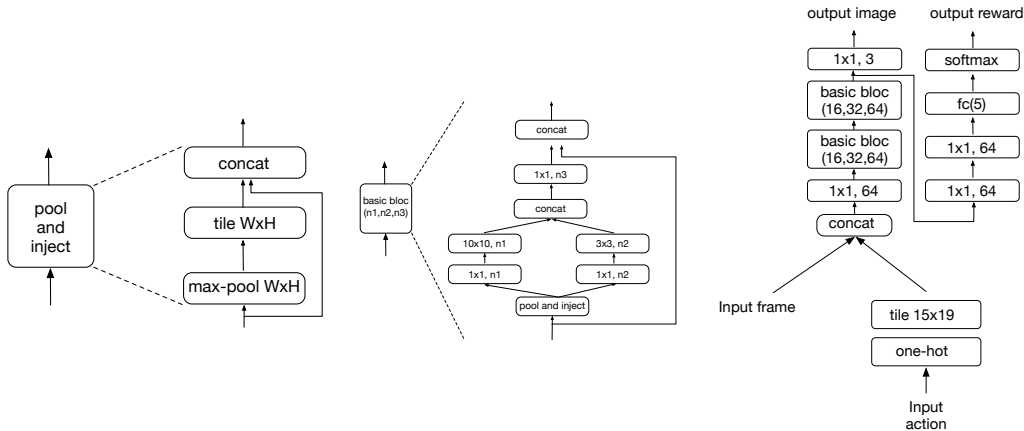 pool
and
inject
concat
tile WxH
max-pool WxH
basic bloc
(n1,n2,n3)
concat
1x1, n3
concat
10x10, n1
3x3, n2
1x1, n1
1x1, n2
pool and inject
output image
output reward
1x1, 3
softmax
basic bloc
(16,32,64)
fc(5)
basic bloc
(16,32,64)
1x1, 64
1x1, 64
1x1, 64
concat
Input frame
tile 15x19
one-hot
Input
action